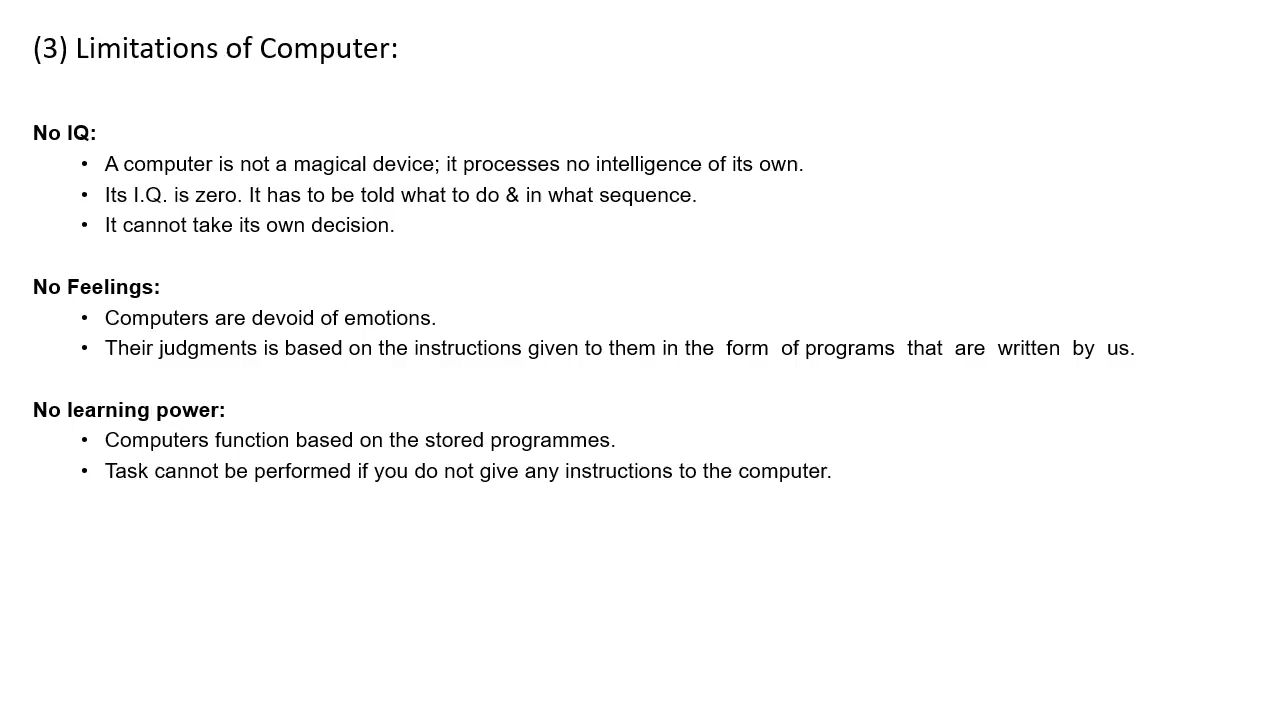 (3) Limitations of Computer:
No IQ:
• A computer is not a magical device; it processes no intelligence of its own.
• Its I.Q. is zero. It has to be told what to do & in what sequence.
• It cannot take its own decision.
No Feelings:
• Computers are devoid of emotions.
• Their judgments is based on the instructions given to them in the form of programs that are written by us.
No learning power:
• Computers function based on the stored programmes.
• Task cannot be performed if you do not give any instructions to the computer.